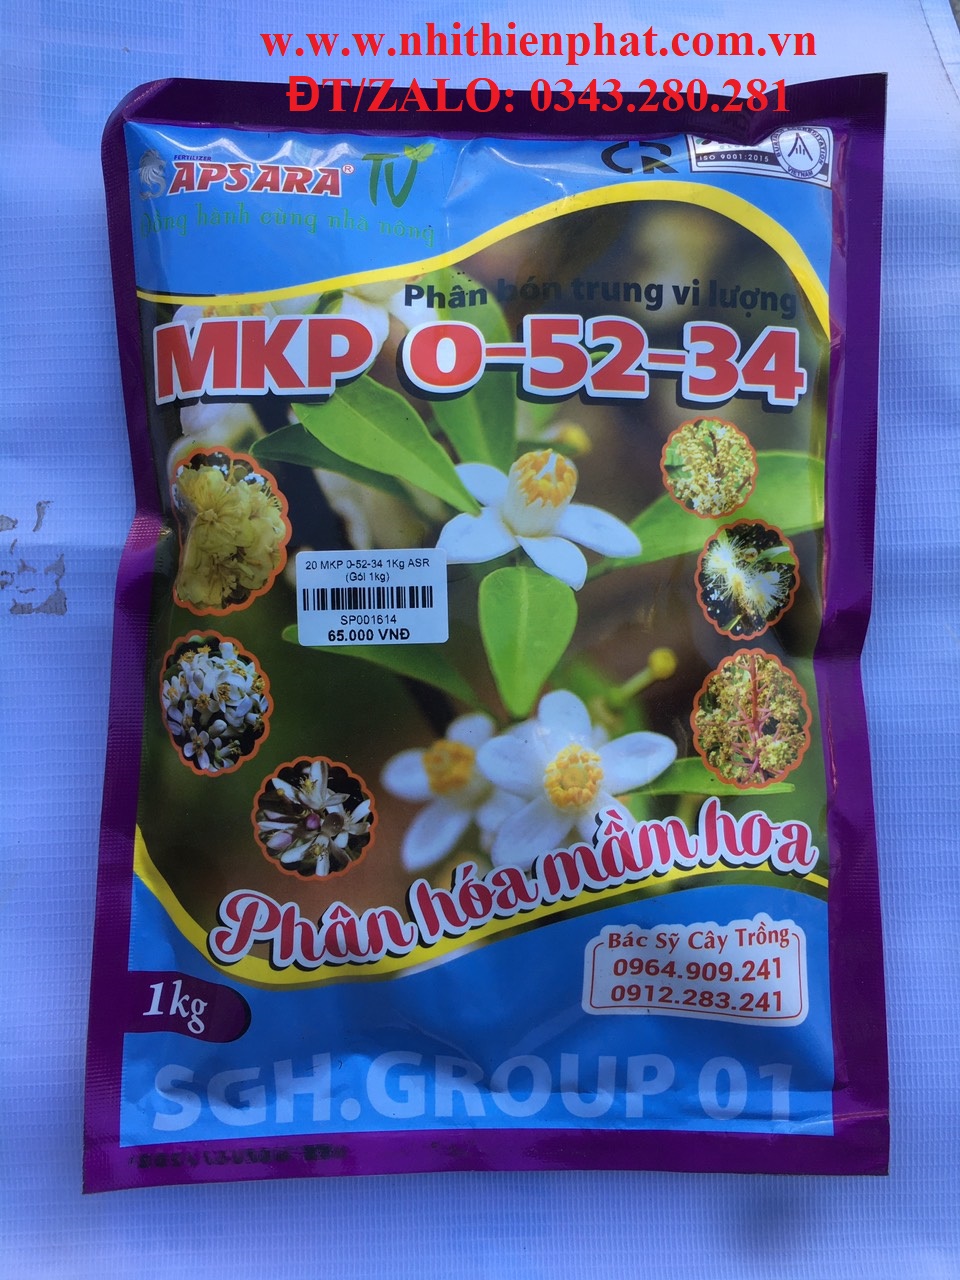 w.w.w.nhithienphat.com.vn
ĐT/ZALO: 0343.280.281
FERTILIZER
APSARA® TV
Đồng hành cùng nhà nông
CR
ISO 9001:2015
VIETNAM
Phân bón trung vi lượng
MKP 0-52-34
20 MKP 0-52-34 1Kg ASR
(Gói 1kg)
SP001614
65.000 VNĐ
Phân hóa mầm hoa
Bác Sỹ Cây Trồng
0964.909.241
0912.283.241
1kg
SGH.GROUP 01